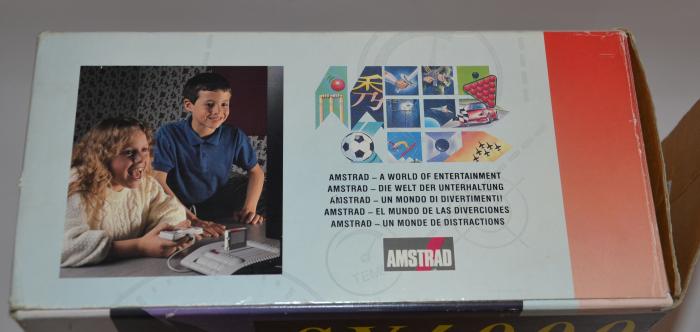 AMSTRAD – A WORLD OF ENTERTAINMENT
AMSTRAD – DIE WELT DER UNTERHALTUNG
AMSTRAD – UN MONDO DI DIVERTIMENTI!
AMSTRAD – EL MUNDO DE LAS DIVERCIONES
AMSTRAD – UN MONDE DE DISTRACTIONS
AMSTRAD